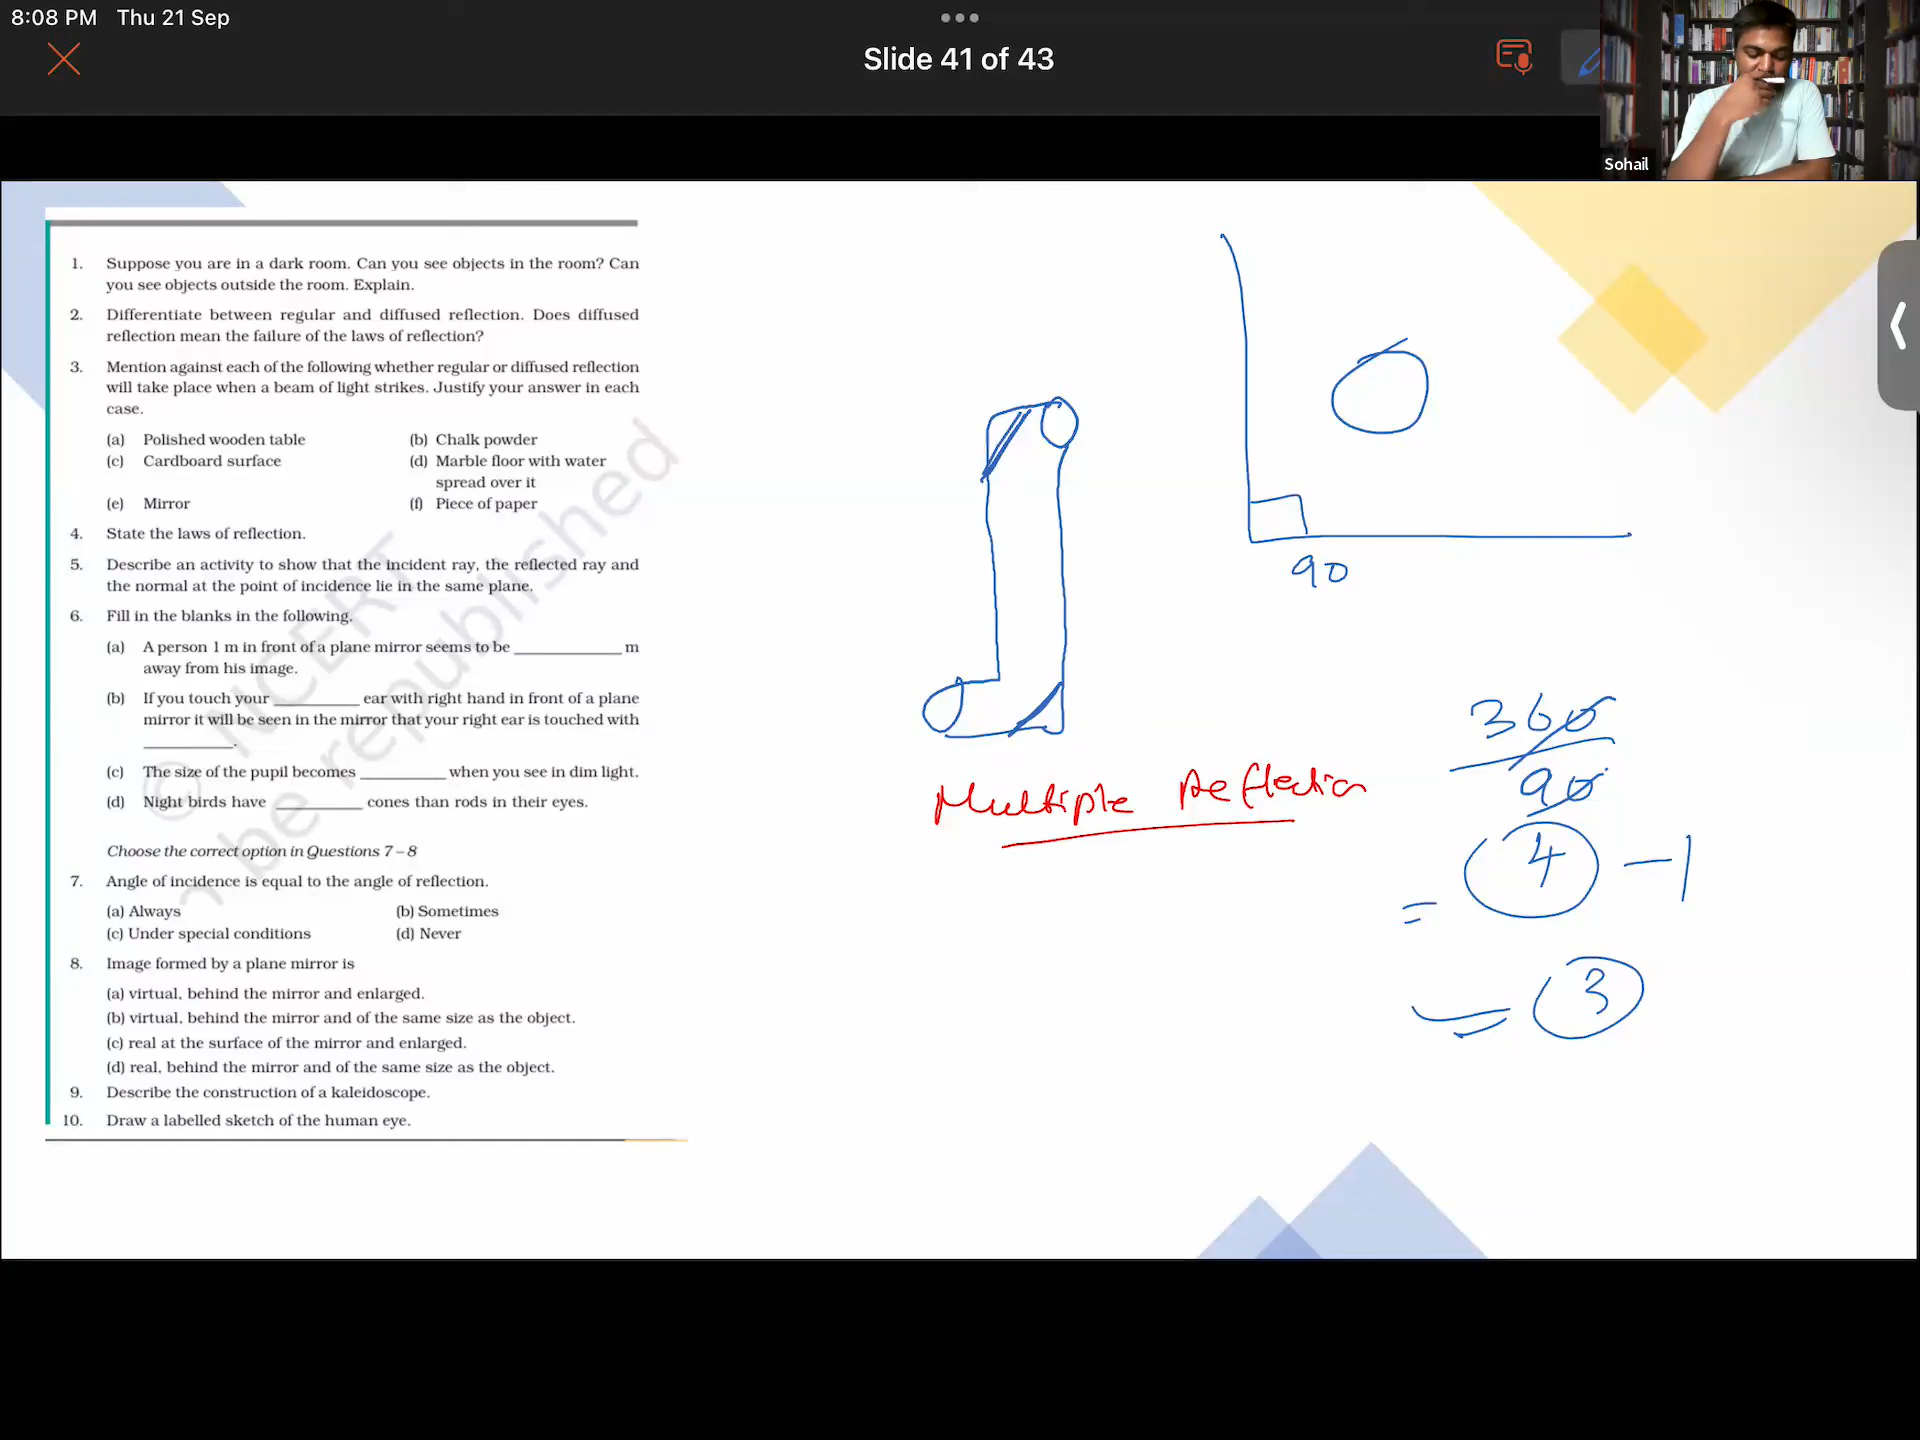 8:08 PM Thu 21 Sep
Slide 41 of 43
Sohail
1. Suppose you are in a dark room. Can you see objects in the room? Can
you see objects outside the room. Explain.
2. Differentiate between regular and diffused reflection. Does diffused
reflection mean the failure of the laws of reflection?
3. Mention against each of the following whether regular or diffused reflection
will take place when a beam of light strikes. Justify your answer in each
case.
(a) Polished wooden table (b) Chalk powder
(c) Cardboard surface (d) Marble floor with water
spread over it
(e) Mirror (f) Piece of paper
4. State the laws of reflection.
5. Describe an activity to show that the incident ray, the reflected ray and
the normal at the point of incidence lie in the same plane.
6. Fill in the blanks in the following.
(a) A person 1 m in front of a plane mirror seems to be _____________ m
away from his image.
(b) If you touch your __________ ear with right hand in front of a plane
mirror it will be seen in the mirror that your right ear is touched with
___________.
(c) The size of the pupil becomes __________ when you see in dim light.
(d) Night birds have __________ cones than rods in their eyes.
Choose the correct option in Questions 7 – 8
7. Angle of incidence is equal to the angle of reflection.
(a) Always (b) Sometimes
(c) Under special conditions (d) Never
8. Image formed by a plane mirror is
(a) virtual, behind the mirror and enlarged.
(b) virtual, behind the mirror and of the same size as the object.
(c) real at the surface of the mirror and enlarged.
(d) real, behind the mirror and of the same size as the object.
9. Describe the construction of a kaleidoscope.
10. Draw a labelled sketch of the human eye.
© NCERT
be republished
90
Multiple Reflection
360
90
= 4 - 1
= 3